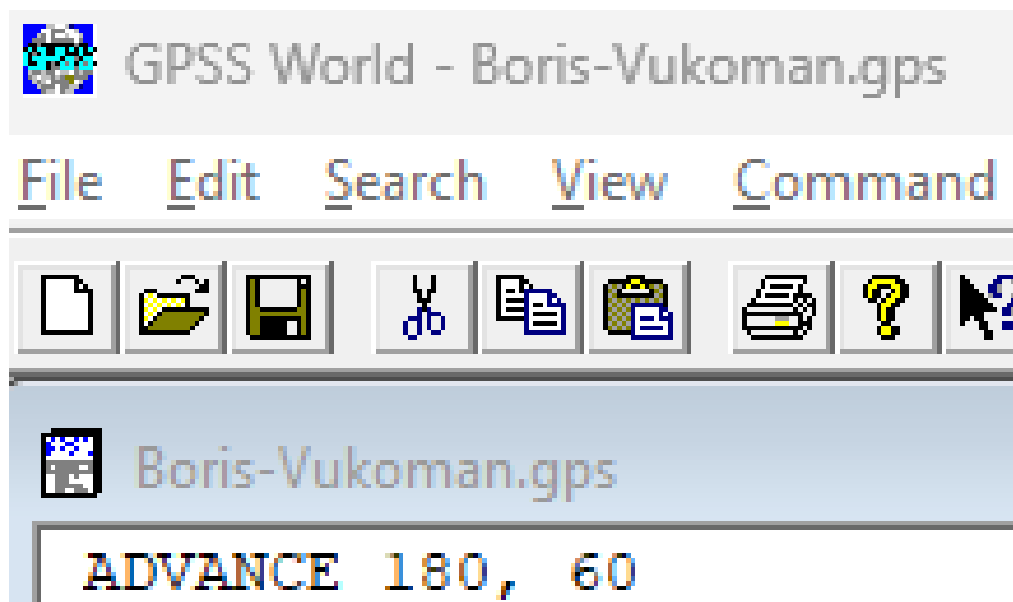 GPSS World - Boris-Vukoman.gps
File Edit Search View Command
Boris-Vukoman.gps
ADVANCE 180, 60